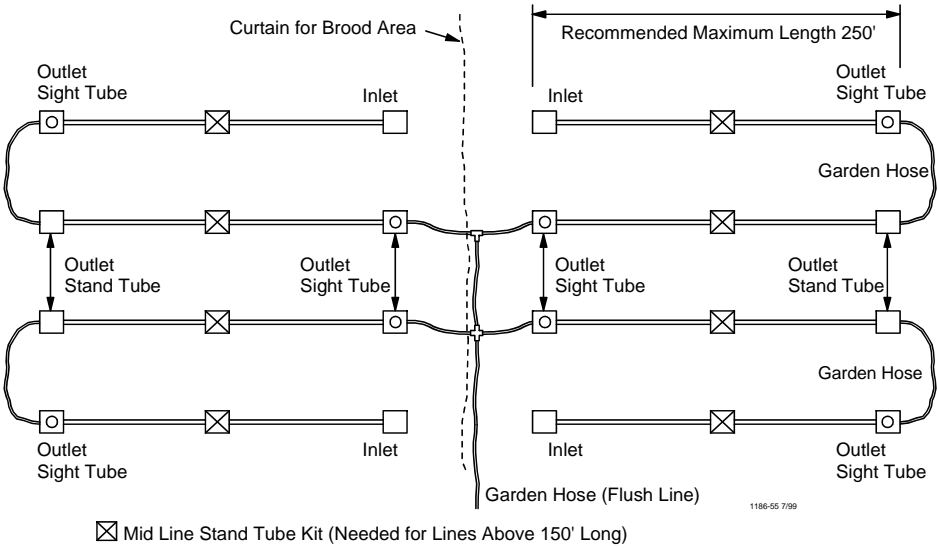 Curtain for Brood Area
Recommended Maximum Length 250'
Outlet
Sight Tube
Inlet
Inlet
Outlet
Sight Tube
Garden Hose
Outlet
Stand Tube
Outlet
Sight Tube
Outlet
Sight Tube
Outlet
Stand Tube
Garden Hose
Outlet
Sight Tube
Inlet
Inlet
Outlet
Sight Tube
Garden Hose (Flush Line)
1186-55 7/99
Mid Line Stand Tube Kit (Needed for Lines Above 150' Long)